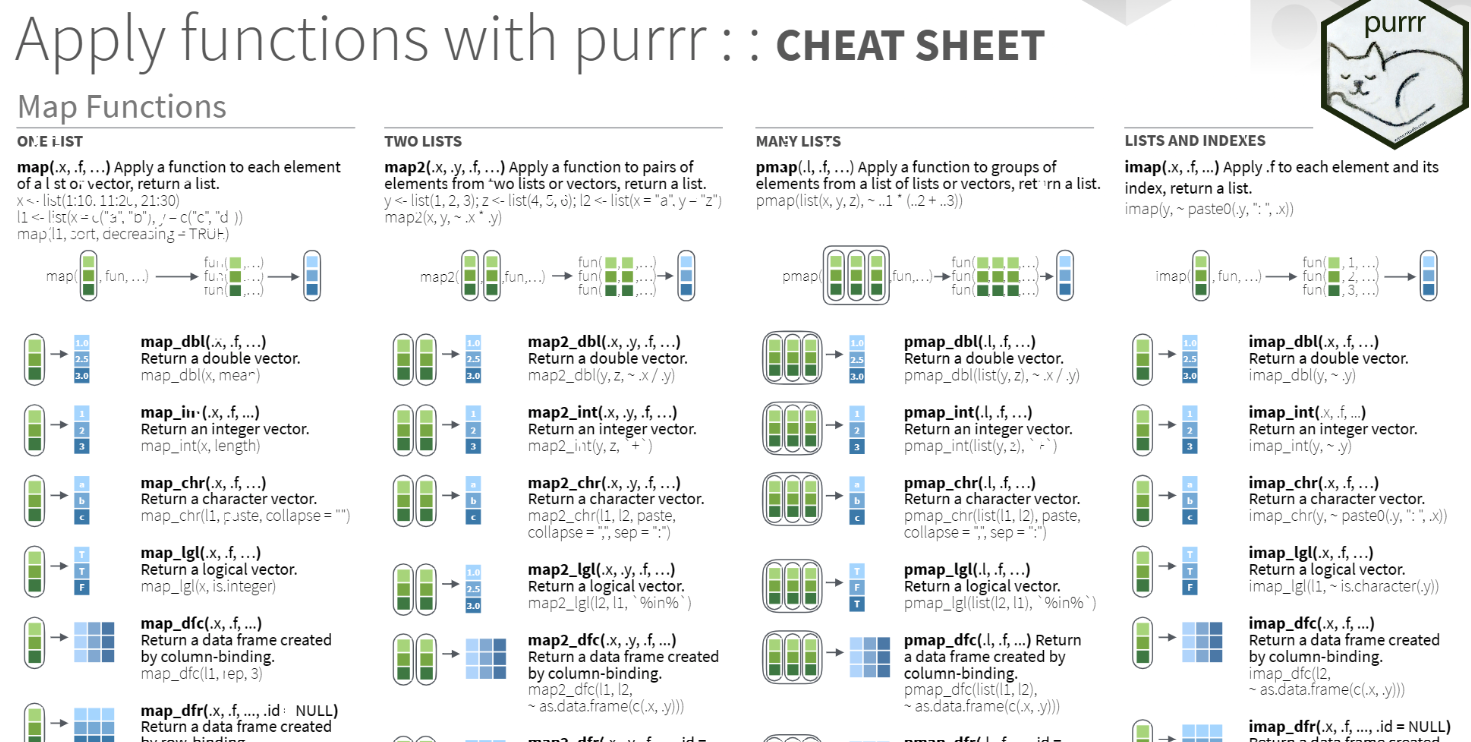 Apply functions with purrr : : CHEAT SHEET
purrr
Map Functions
ONE LIST
map(.x, .f, …) Apply a function to each element
of a list or vector, return a list.
x <- list(1:10, 11:20, 21:30)
l1 <- list(x = c("a", "b"), y = c("c", "d"))
map(l1, sort, decreasing = TRUE)
map( , fun, …)
fun( ,…)
fun( ,…)
fun( ,…)
map_dbl(.x, .f, …)
Return a double vector.
map_dbl(x, mean)
1.0
2.5
3.0
map_int(.x, .f, ...)
Return an integer vector.
map_int(x, length)
1
2
3
map_chr(.x, .f, …)
Return a character vector.
map_chr(l1, paste, collapse = "")
a
b
c
map_lgl(.x, .f, …)
Return a logical vector.
map_lgl(x, is.integer)
T
T
F
map_dfc(.x, .f, ...)
Return a data frame created
by column-binding.
map_dfc(l1, rep, 3)
map_dfr(.x, .f, ..., .id NULL)
Return a data frame created
by row-binding.
TWO LISTS
map2(.x, .y, .f, …) Apply a function to pairs of
elements from two lists or vectors, return a list.
y <- list(1, 2, 3); z <- list(4, 5, 6); l2 <- list(x = "a", y = "z")
map2(x, y, ~ .x * .y)
map2( ,fun,…)
fun( , ,…)
fun( , ,…)
fun( , ,…)
map2_dbl(.x, .y, .f, …)
Return a double vector.
map2_dbl(y, z, ~ .x / .y)
1.0
2.5
3.0
map2_int(.x, .y, .f, …)
Return an integer vector.
map2_int(y, z, `+`)
1
2
3
map2_chr(.x, .y, .f, …)
Return a character vector.
map2_chr(l1, l2, paste,
collapse = ",", sep = ":")
a
b
c
map2_lgl(.x, .y, .f, …)
Return a logical vector.
map2_lgl(l2, l1, `%in%`)
1.0
2.5
3.0
map2_dfc(.x, .y, .f, ...)
Return a data frame created
by column-binding.
map2_dfc(l1, l2,
~ as.data.frame(c(.x, .y)))
map2_dfr(.x, .y, .f, ..., .id =
MANY LISTS
pmap(.l, .f, …) Apply a function to groups of
elements from a list of lists or vectors, return a list.
pmap(list(x, y, z), ~ ..1 * (..2 + ..3))
pmap( ,fun,…)
fun( , , ,…)
fun( , , ,…)
fun( , , ,…)
pmap_dbl(.l, .f, …)
Return a double vector.
pmap_dbl(list(y, z), ~ .x / .y)
1.0
2.5
3.0
pmap_int(.l, .f, …)
Return an integer vector.
pmap_int(list(y, z),
1
2
3
pmap_chr(.l, .f, …)
Return a character vector.
pmap_chr(list(l1, l2), paste,
collapse = ",", sep = ":")
a
b
c
pmap_lgl(.l, .f, …)
Return a logical vector.
pmap_lgl(list(l2, l1), `%in%`)
T
F
T
pmap_dfc(.l, .f, ...) Return
a data frame created by
column-binding.
pmap_dfc(list(l1, l2),
~ as.data.frame(c(.x, .y)))
pmap_dfr(.l, .f, ..., .id =
LISTS AND INDEXES
imap(.x, .f, ...) Apply .f to each element and its
index, return a list.
imap(y, ~ paste0(.y, ": ", .x))
imap( , fun, …)
fun( , 1, …)
fun( , 2, …)
fun( , 3, …)
imap_dbl(.x, .f, …)
Return a double vector.
imap_dbl(y, ~ .y)
1.0
2.5
3.0
imap_int(.x, .f, …)
Return an integer vector.
imap_int(y, ~ .y)
1
2
3
imap_chr(.x, .f, …)
Return a character vector.
imap_chr(y, ~ paste0(.y, ": ", .x))
a
b
c
imap_lgl(.x, .f, …)
Return a logical vector.
imap_lgl(l1, ~ is.character(.y))
T
T
F
imap_dfc(.x, .f, ...)
Return a data frame created
by column-binding.
imap_dfc(l2,
~ as.data.frame(c(.x, .y)))
imap_dfr(.x, .f, ..., .id = NULL)
Return a data frame created